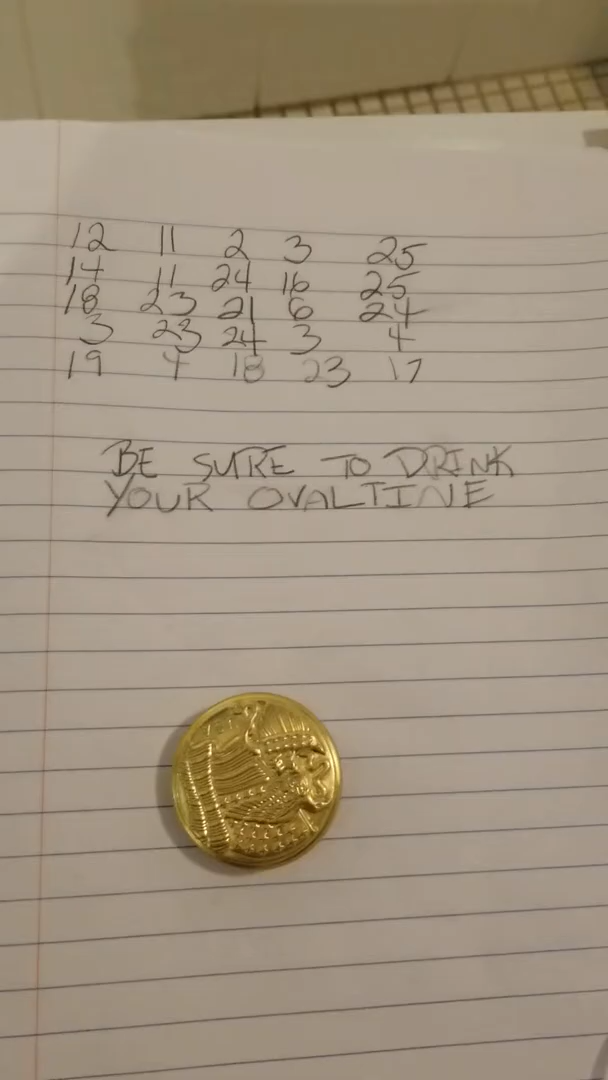 12 11 2 3 25
14 11 24 16 25
18 23 21 6 24
3 23 24 3 4
19 4 18 23 17
BE SURE TO DRINK
YOUR OVALTINE